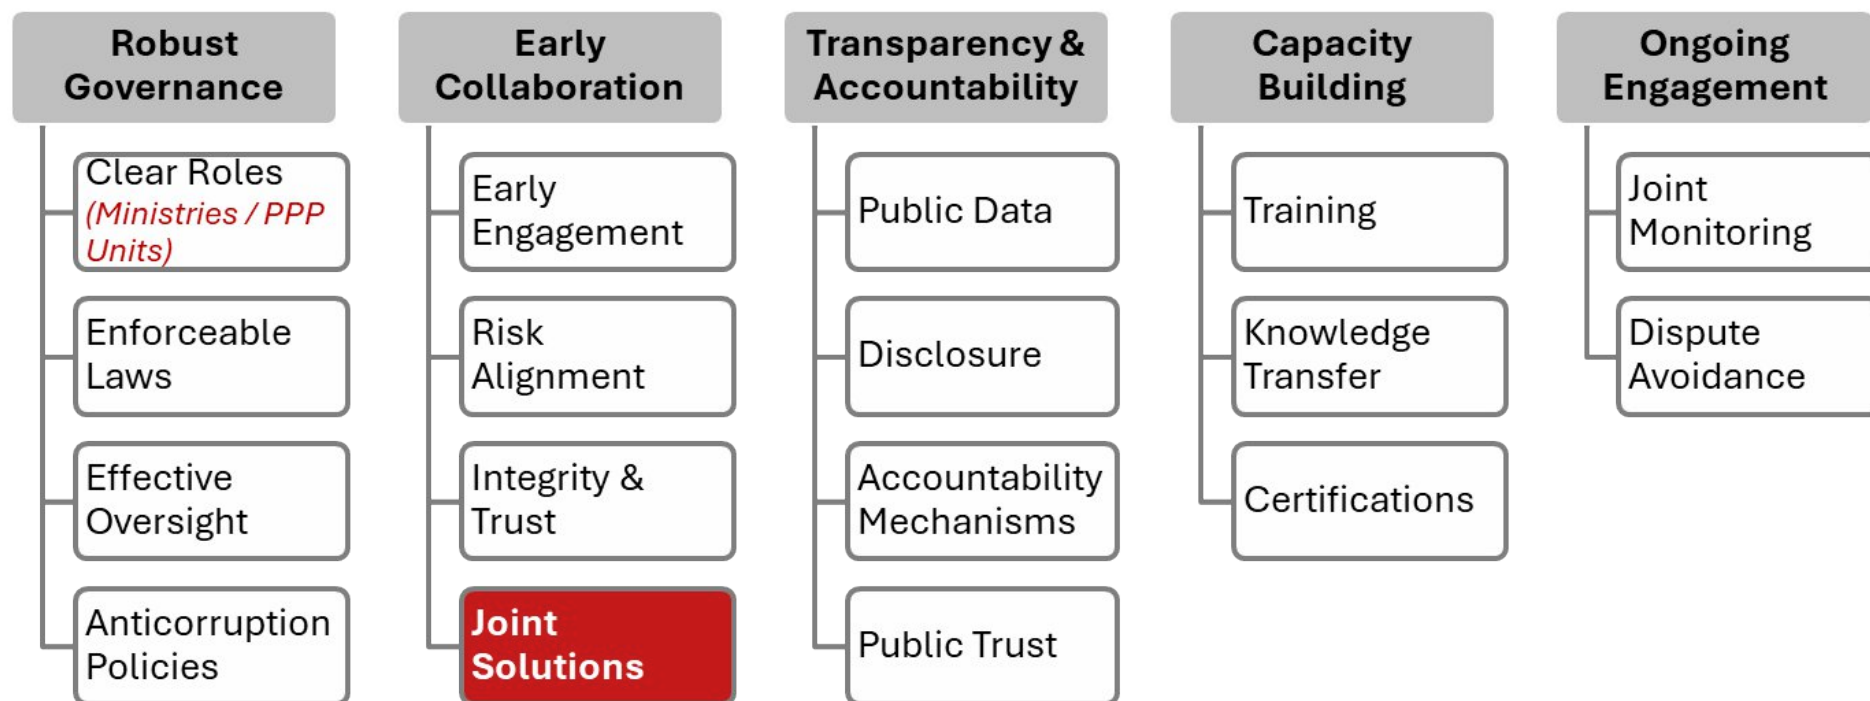 Robust
Governance
Clear Roles
(Ministries / PPP
Units)
Enforceable
Laws
Effective
Oversight
Anticorruption
Policies
Early
Collaboration
Early
Engagement
Risk
Alignment
Integrity &
Trust
Joint
Solutions
Transparency &
Accountability
Public Data
Disclosure
Accountability
Mechanisms
Public Trust
Capacity
Building
Training
Knowledge
Transfer
Certifications
Ongoing
Engagement
Joint
Monitoring
Dispute
Avoidance